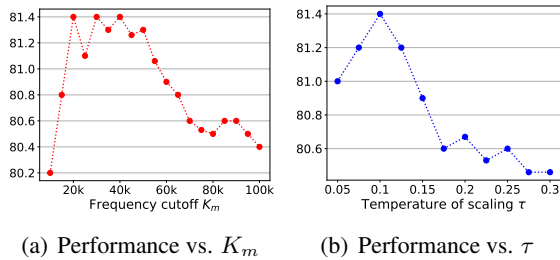 81.4
81.2
81.0
80.8
80.6
80.4
80.2
20k 40k 60k 80k 100k
Frequency cutoff K_m
(a) Performance vs. K_m
81.4
81.2
81.0
80.8
80.6
0.05 0.1 0.15 0.2 0.25 0.3
Temperature of scaling τ
(b) Performance vs. τ